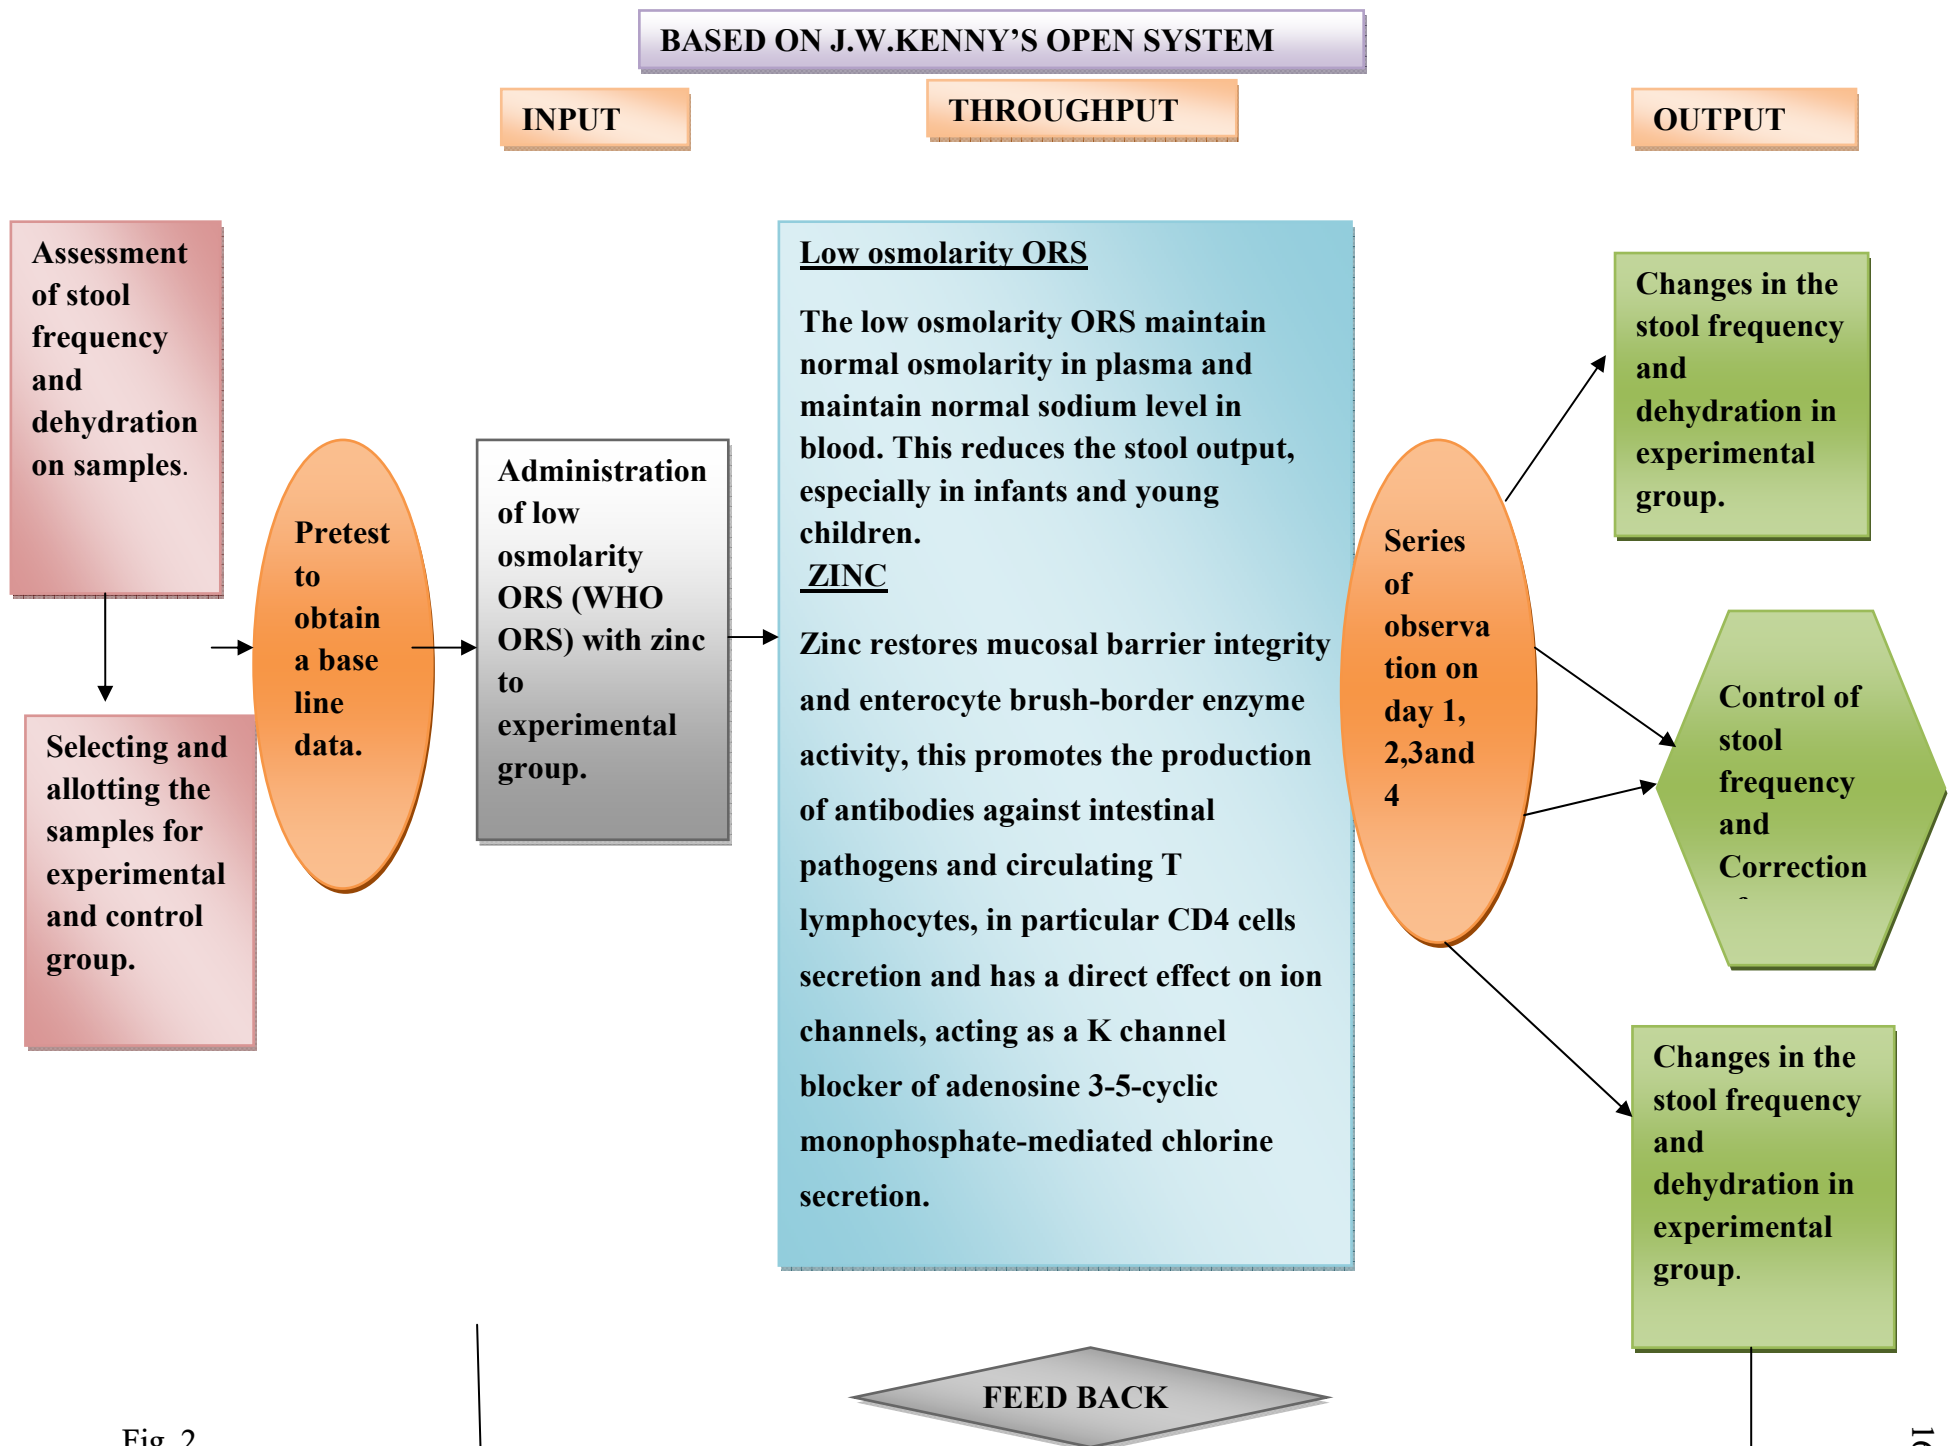 BASED ON J.W.KENNY'S OPEN SYSTEM
INPUT
THROUGHPUT
OUTPUT
Assessment
of stool
frequency
and
dehydration
on samples.
Selecting and
allotting the
samples for
experimental
and control
group.
Pretest
to
obtain
a base
line
data.
Administration
of low
osmolarity
ORS (WHO
ORS) with zinc
to
experimental
group.
Low osmolarity ORS
The low osmolarity ORS maintain
normal osmolarity in plasma and
maintain normal sodium level in
blood. This reduces the stool output,
especially in infants and young
children.
ZINC
Zinc restores mucosal barrier integrity
and enterocyte brush-border enzyme
activity, this promotes the production
of antibodies against intestinal
pathogens and circulating T
lymphocytes, in particular CD4 cells
secretion and has a direct effect on ion
channels, acting as a K channel
blocker of adenosine 3-5-cyclic
monophosphate-mediated chlorine
secretion.
Series
of
observa
tion on
day 1,
2,3and
4
Changes in the
stool frequency
and
dehydration in
experimental
group.
Control of
stool
frequency
and
Correction
Changes in the
stool frequency
and
dehydration in
experimental
group.
FEED BACK
Fig. 2